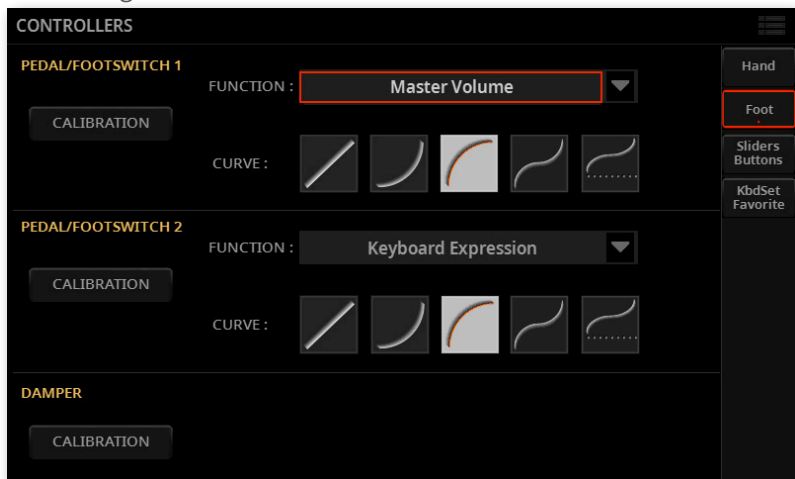 CONTROLLERS
PEDAL/FOOTSWITCH 1
FUNCTION :
Master Volume
CALIBRATION
CURVE :
PEDAL/FOOTSWITCH 2
FUNCTION :
Keyboard Expression
CALIBRATION
CURVE :
DAMPER
CALIBRATION
Hand
Foot
Sliders
Buttons
KbdSet
Favorite